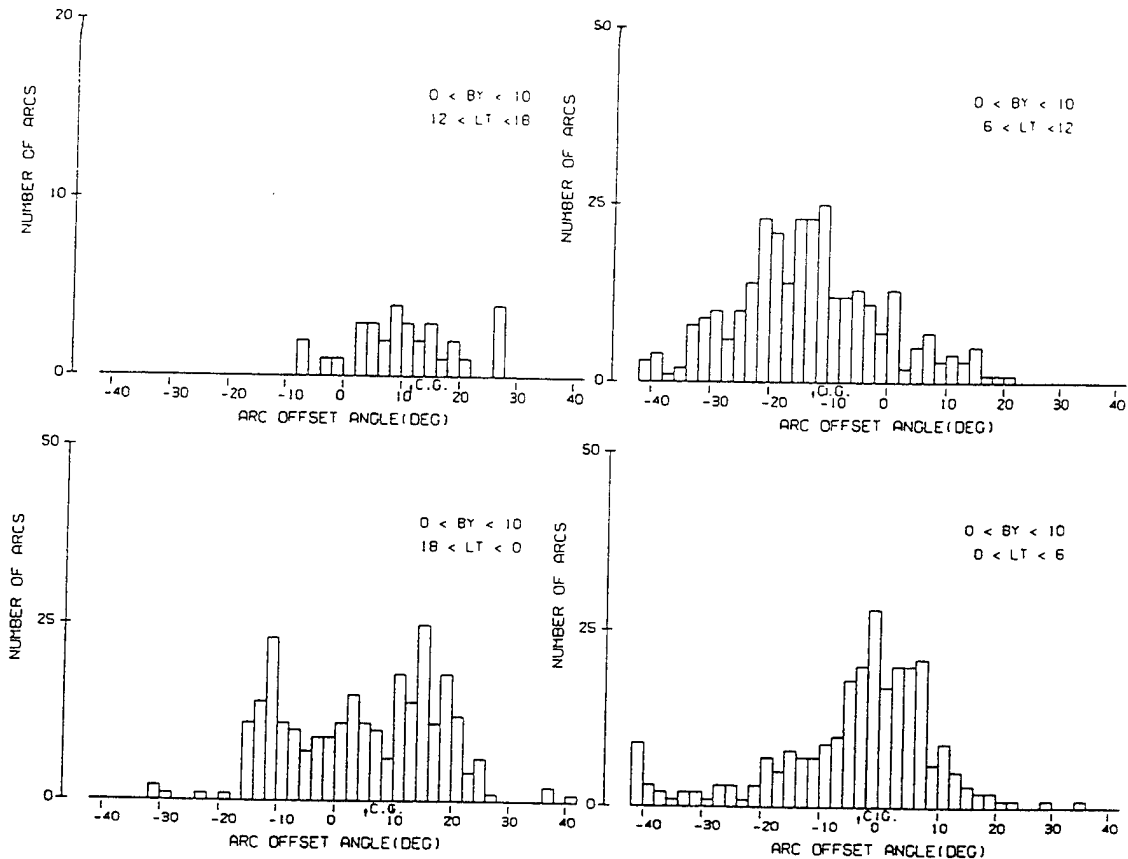 20
10
0
NUMBER OF ARCS
0 < BY < 10
12 < LT <18
-40 -30 -20 -10 0 10 20 30 40
C.G.
ARC OFFSET ANGLE(DEG)
50
25
0
NUMBER OF ARCS
0 < BY < 10
6 < LT <12
-40 -30 -20 -10 0 10 20 30 40
C.G.
ARC OFFSET ANGLE(DEG)
50
25
0
NUMBER OF ARCS
0 < BY < 10
18 < LT < 0
-40 -30 -20 -10 0 10 20 30 40
C.G.
ARC OFFSET ANGLE(DEG)
50
25
0
NUMBER OF ARCS
0 < BY < 10
0 < LT < 6
-40 -30 -20 -10 0 10 20 30 40
C.G.
ARC OFFSET ANGLE(DEG)